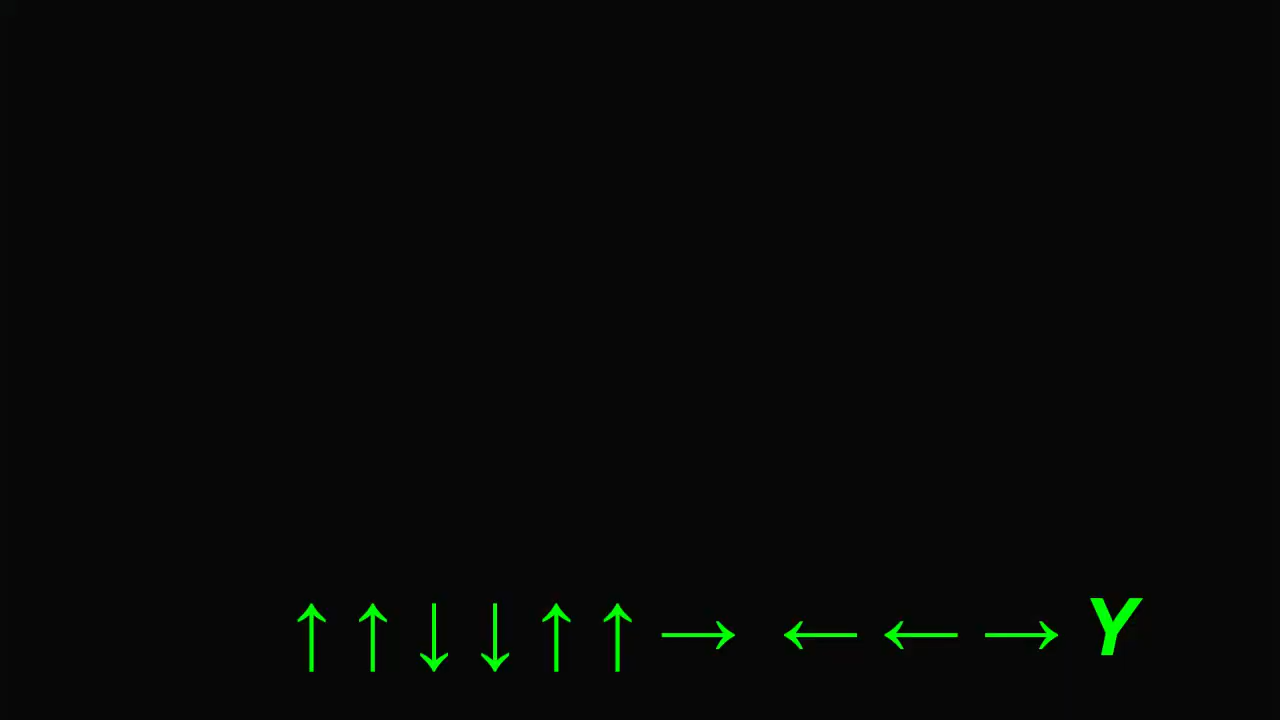 ↑ ↑ ↓ ↓ ↑ ↑ → ← ← → Y